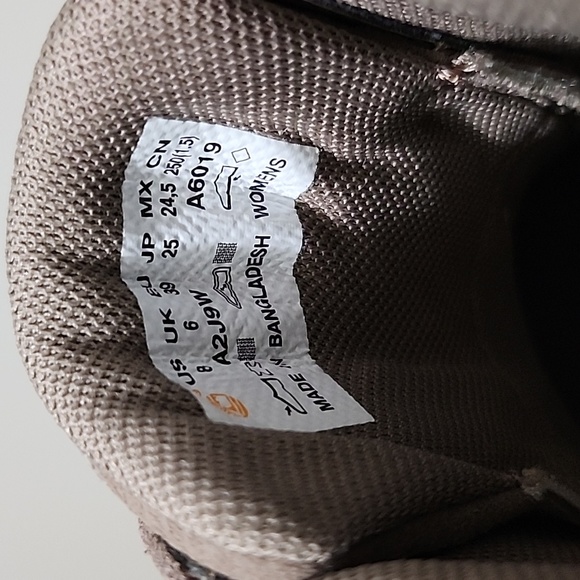 US UK EU JP MX CN
8 6 39 25 24,5 250(1.5)
A2J9W A6019
MADE IN BANGLADESH WOMENS